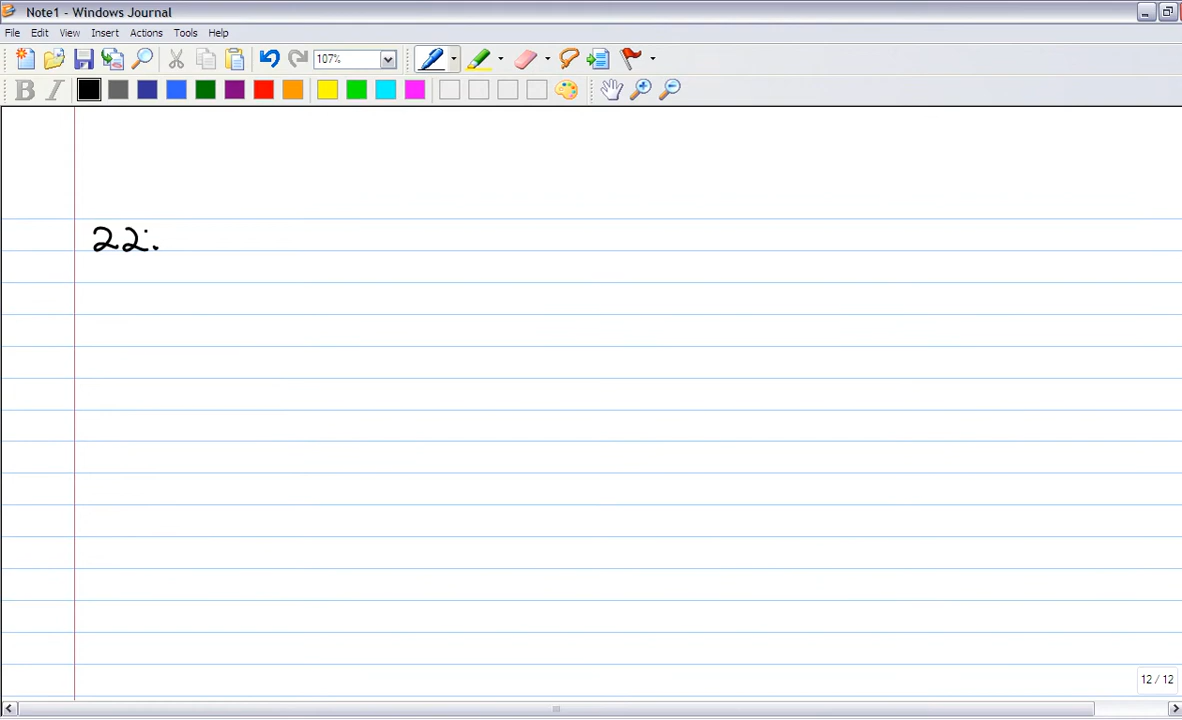 Note1 - Windows Journal
File Edit View Insert Actions Tools Help
107%
B I
22:
12 / 12